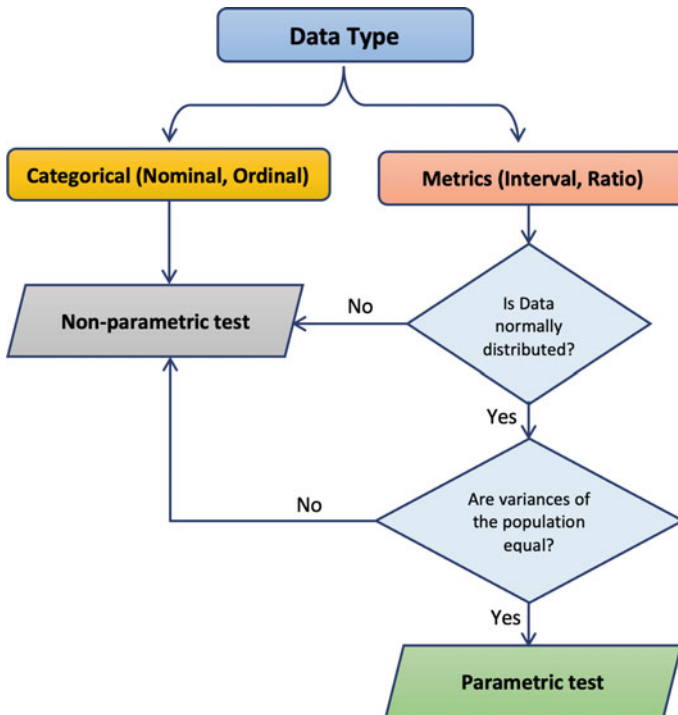 Data Type
Categorical (Nominal, Ordinal)
Metrics (Interval, Ratio)
Non-parametric test
No
Is Data
normally
distributed?
Yes
No
Are variances of
the population
equal?
Yes
Parametric test